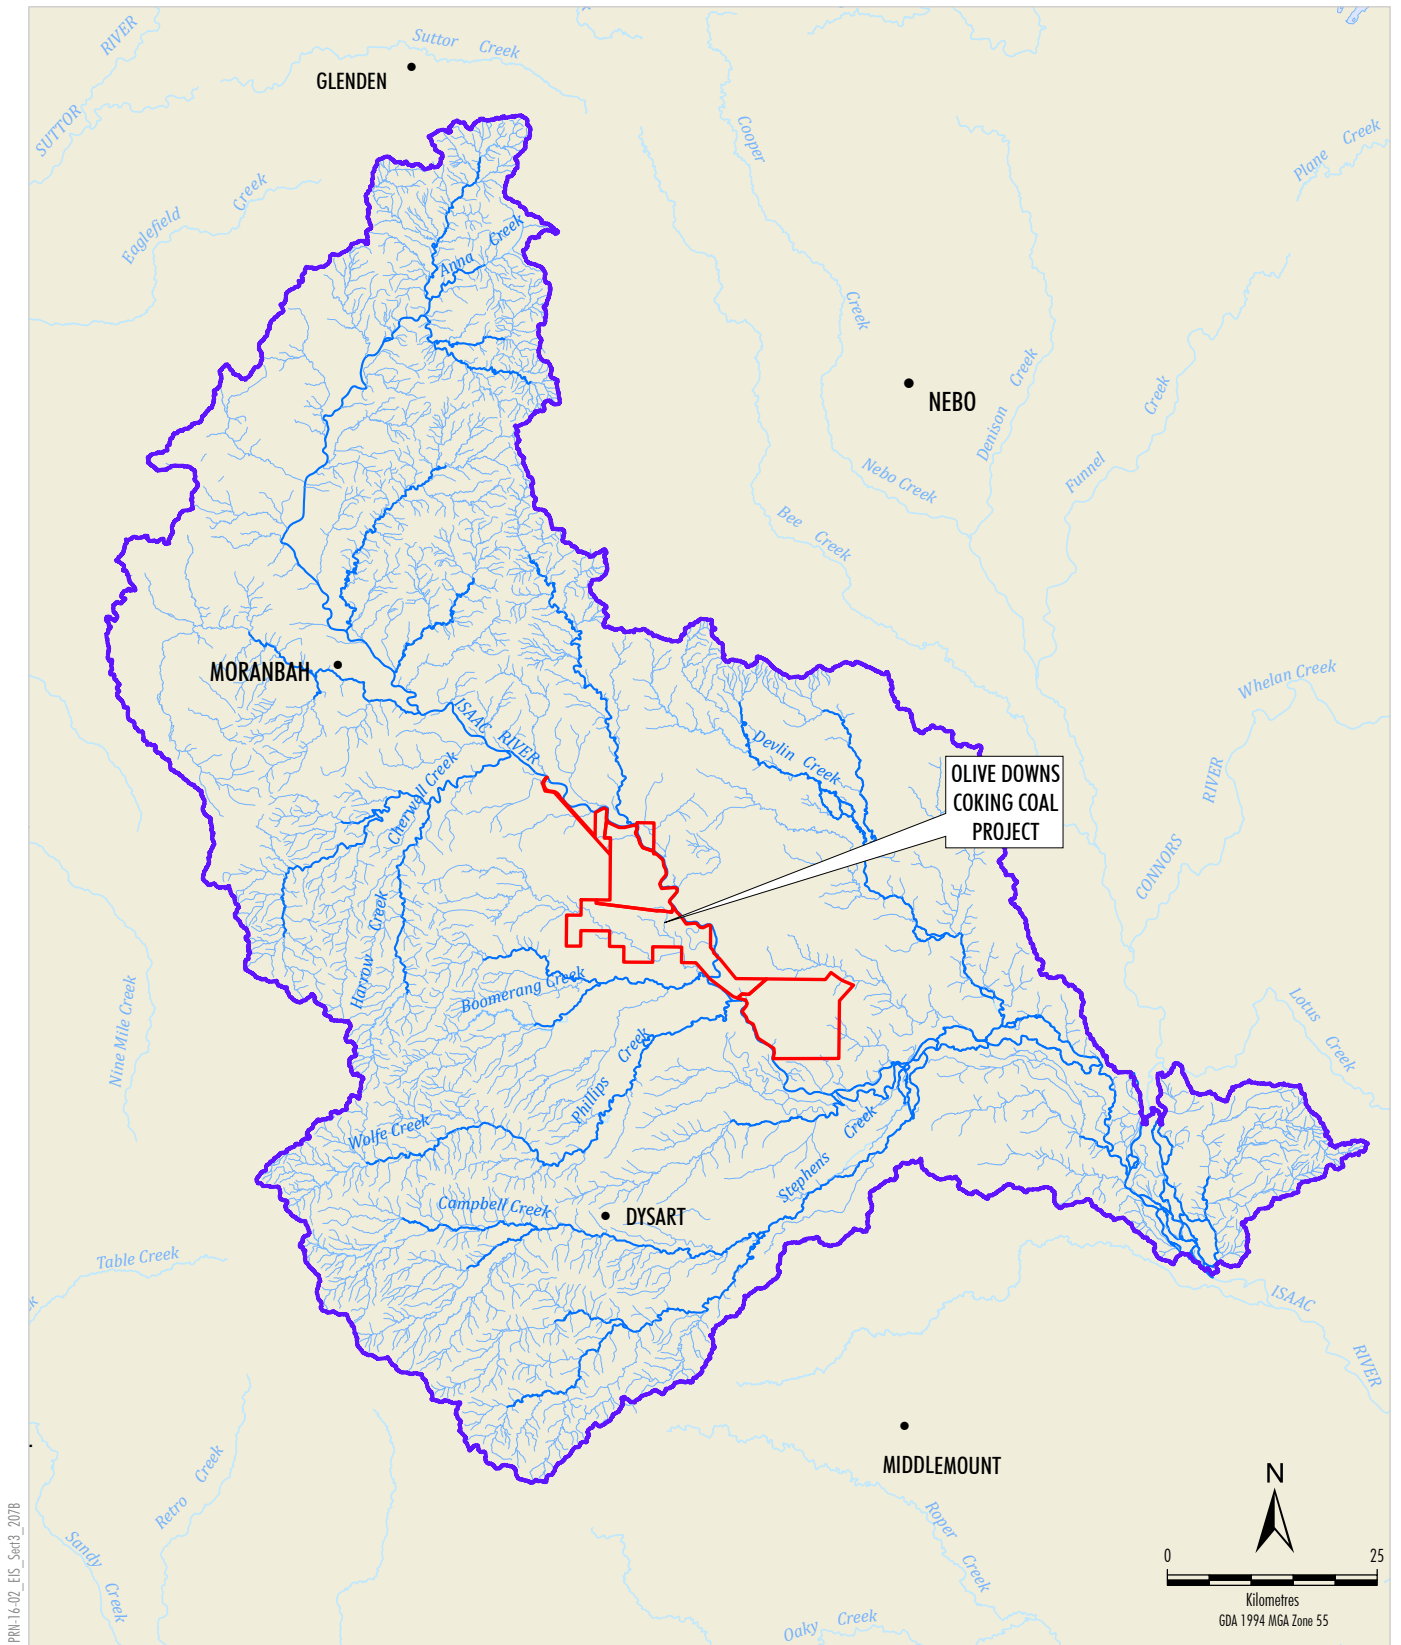 SUTTOR RIVER
Suttor Creek
GLENDEN
Cooper Creek
Plane Creek
Eaglefield Creek
Anna Creek
NEBO
Denison Creek
Funnel Creek
Nebo Creek
Bee Creek
MORANBAH
Whelan Creek
ISAAC RIVER
Devlin Creek
OLIVE DOWNS
COKING COAL
PROJECT
Cherwell Creek
CONNORS RIVER
Harrow Creek
Boomerang Creek
Nine Mile Creek
Lotus Creek
Phillips Creek
Wolfe Creek
Stephens Creek
Campbell Creek
DYSART
Table Creek
ISAAC RIVER
MIDDLEMOUNT
Retro Creek
Roper Creek
Sandy Creek
Oaky Creek
N
0 25
Kilometres
GDA 1994 MGA Zone 55
PRN-16-02_EIS_Sect3_207B